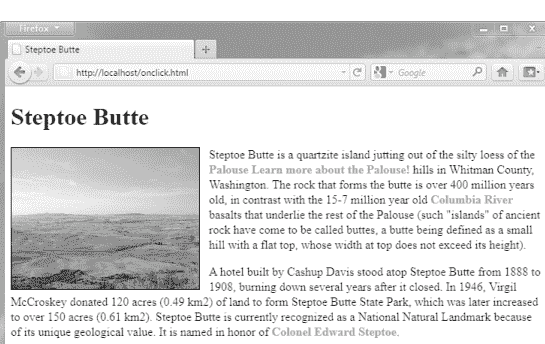 Firefox
Steptoe Butte
http://localhost/onclick.html
Google
Steptoe Butte
Steptoe Butte is a quartzite island jutting out of the silty loess of the
Palouse Learn more about the Palouse! hills in Whitman County,
Washington. The rock that forms the butte is over 400 million years
old, in contrast with the 15-7 million year old Columbia River
basalts that underlie the rest of the Palouse (such "islands" of ancient
rock have come to be called buttes, a butte being defined as a small
hill with a flat top, whose width at top does not exceed its height).
A hotel built by Cashup Davis stood atop Steptoe Butte from 1888 to
1908, burning down several years after it closed. In 1946, Virgil
McCroskey donated 120 acres (0.49 km2) of land to form Steptoe Butte State Park, which was later increased
to over 150 acres (0.61 km2). Steptoe Butte is currently recognized as a National Natural Landmark because
of its unique geological value. It is named in honor of Colonel Edward Steptoe.